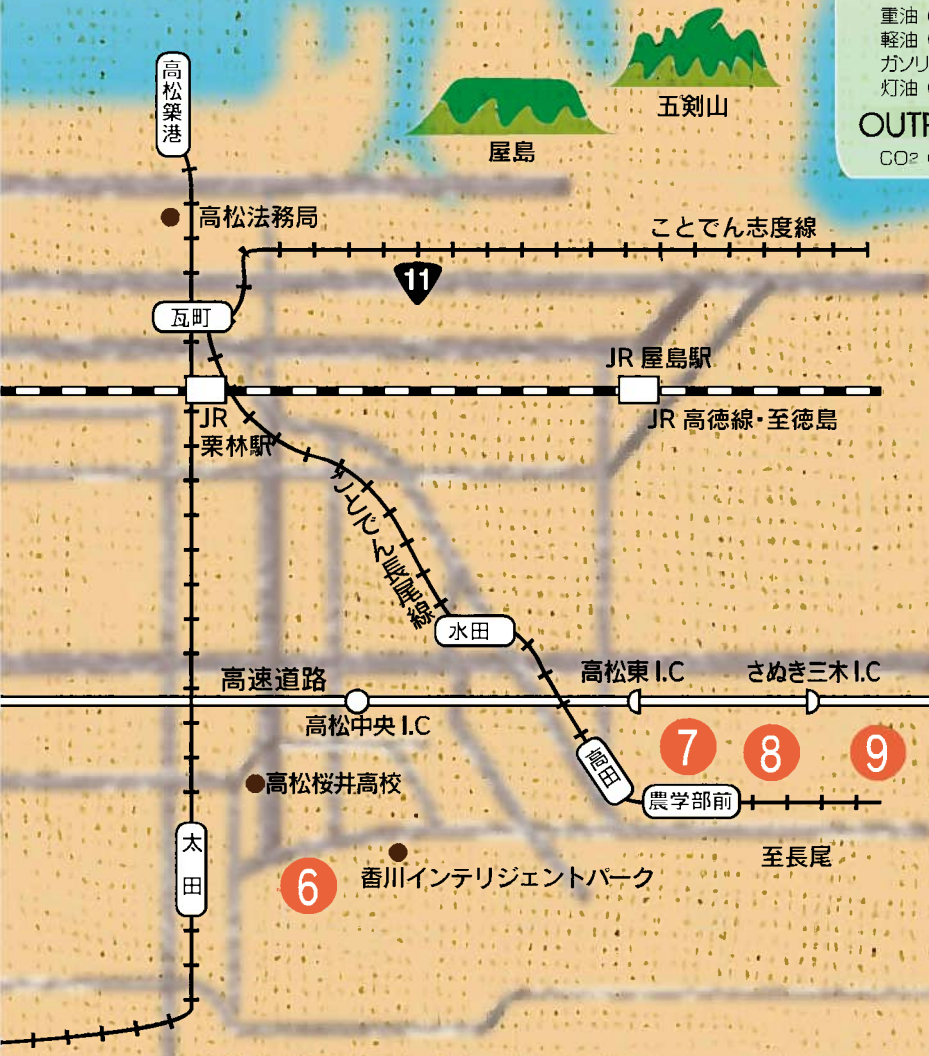 重油
軽油
ガソリ
灯油
OUTP
CO2
高松築港
五剣山
屋島
高松法務局
ことでん志度線
11
瓦町
JR 屋島駅
JR
栗林駅
JR 高徳線・至徳島
ことでん長尾線
水田
高速道路
高松東 I.C
さぬき三木 I.C
高松中央 I.C
7
8
9
高松桜井高校
高田
農学部前
太田
至長尾
6
香川インテリジェントパーク